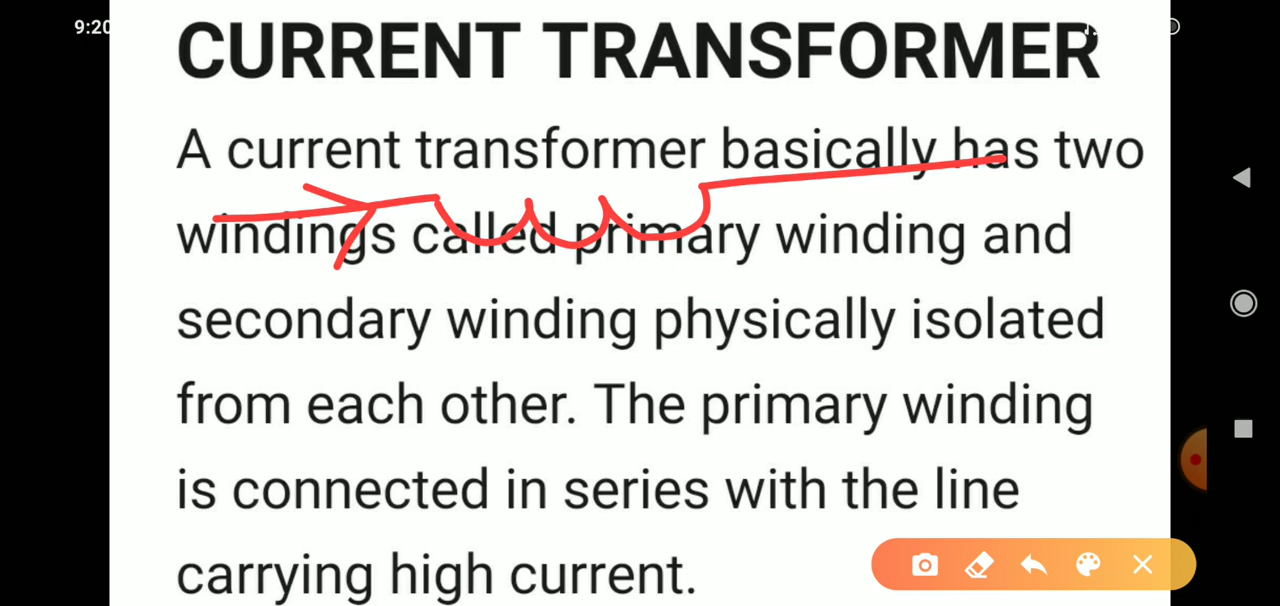 9:20
CURRENT TRANSFORMER
A current transformer basically has two
windings called primary winding and
secondary winding physically isolated
from each other. The primary winding
is connected in series with the line
carrying high current.